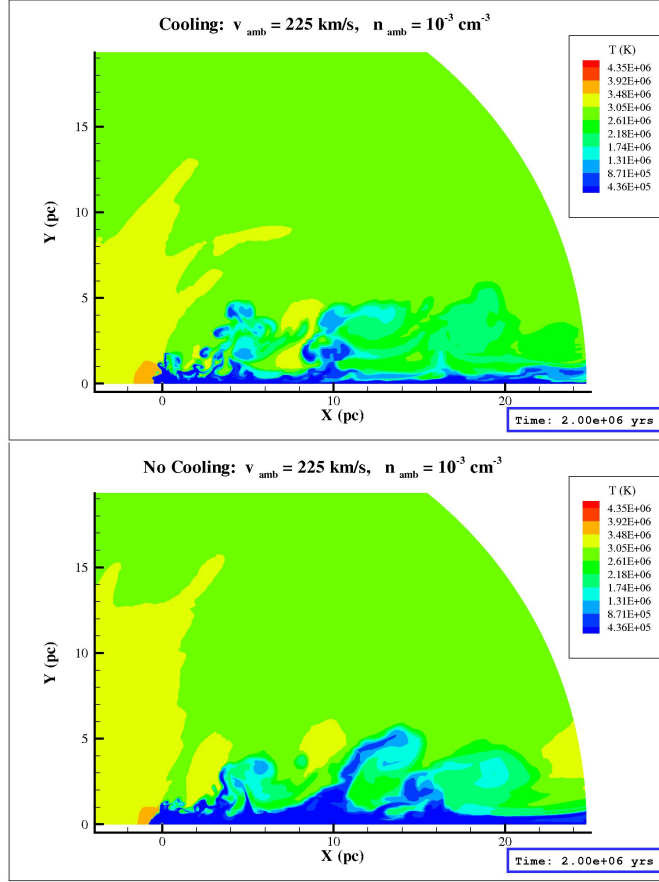 Cooling: v amb = 225 km/s, n amb = 10-3 cm-3
T (K)
4.35E+06
3.92E+06
3.48E+06
3.05E+06
2.61E+06
2.18E+06
1.74E+06
1.31E+06
8.71E+05
4.36E+05
15
10
5
0
Y (pc)
0
10
20
X (pc)
Time: 2.00e+06 yrs
No Cooling: v amb = 225 km/s, n amb = 10-3 cm-3
T (K)
4.35E+06
3.92E+06
3.48E+06
3.05E+06
2.61E+06
2.18E+06
1.74E+06
1.31E+06
8.71E+05
4.36E+05
15
10
5
0
Y (pc)
0
10
20
X (pc)
Time: 2.00e+06 yrs